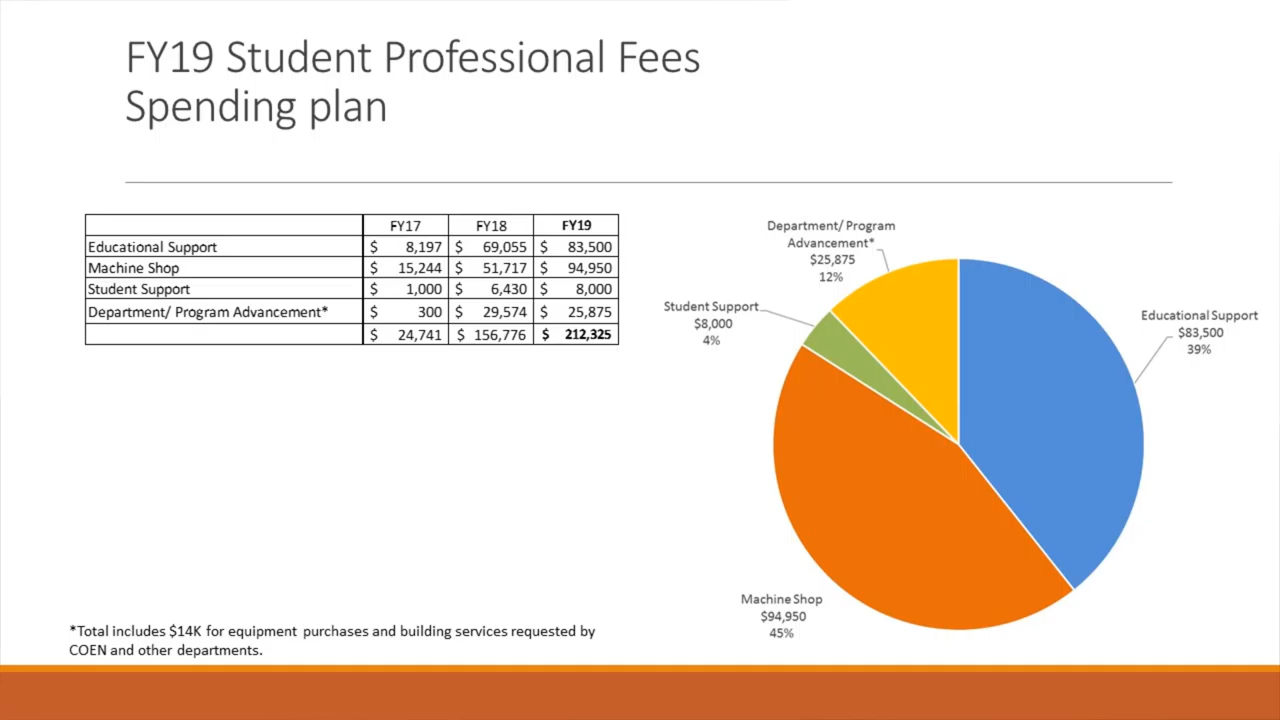 FY19 Student Professional Fees
Spending plan
FY17 FY18 FY19
Educational Support $ 8,197 $ 69,055 $ 83,500
Machine Shop $ 15,244 $ 51,717 $ 94,950
Student Support $ 1,000 $ 6,430 $ 8,000
Department/ Program Advancement* $ 300 $ 29,574 $ 25,875
$ 24,741 $ 156,776 $ 212,325
Department/ Program
Advancement*
$25,875
12%
Student Support
$8,000
4%
Educational Support
$83,500
39%
Machine Shop
$94,950
45%
*Total includes $14K for equipment purchases and building services requested by
COEN and other departments.